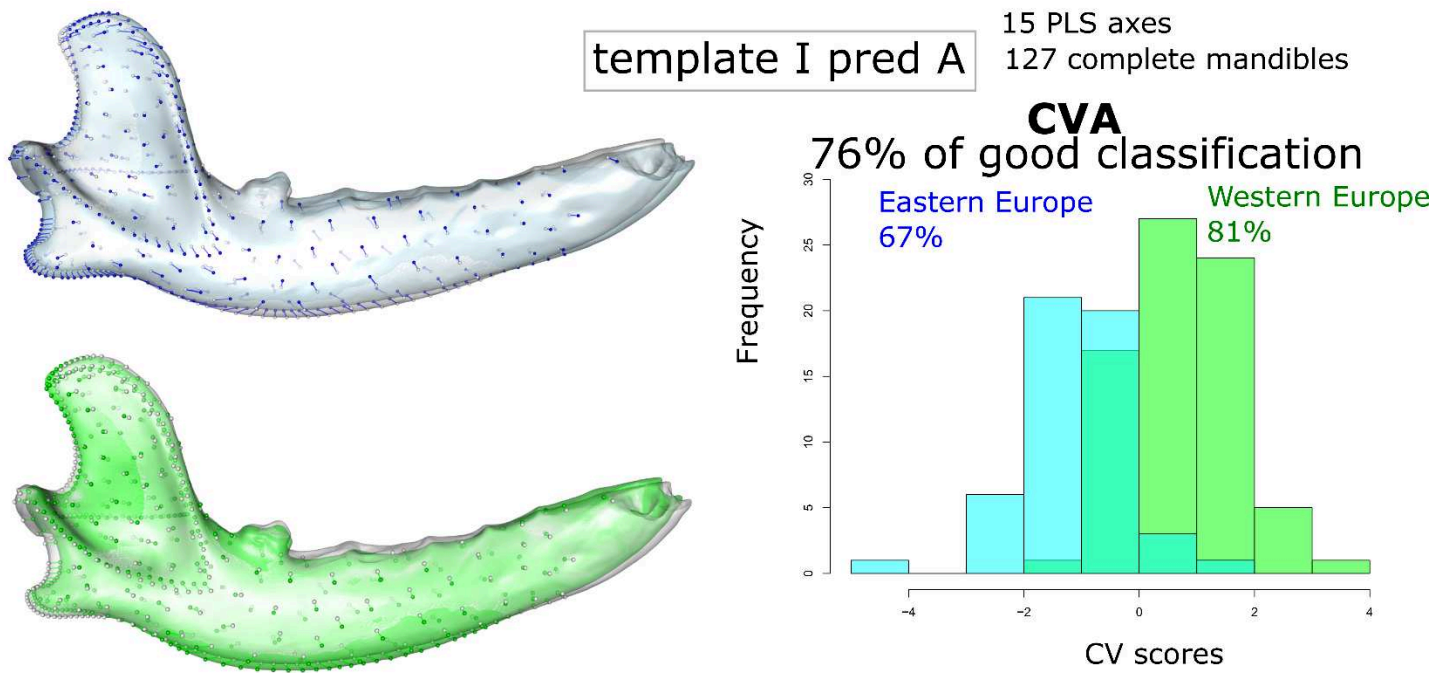 template I pred A
15 PLS axes
127 complete mandibles
CVA
76% of good classification
Eastern Europe
67%
Western Europe
81%
Frequency
30
25
20
15
10
5
0
−4
−2
0
2
4
CV scores